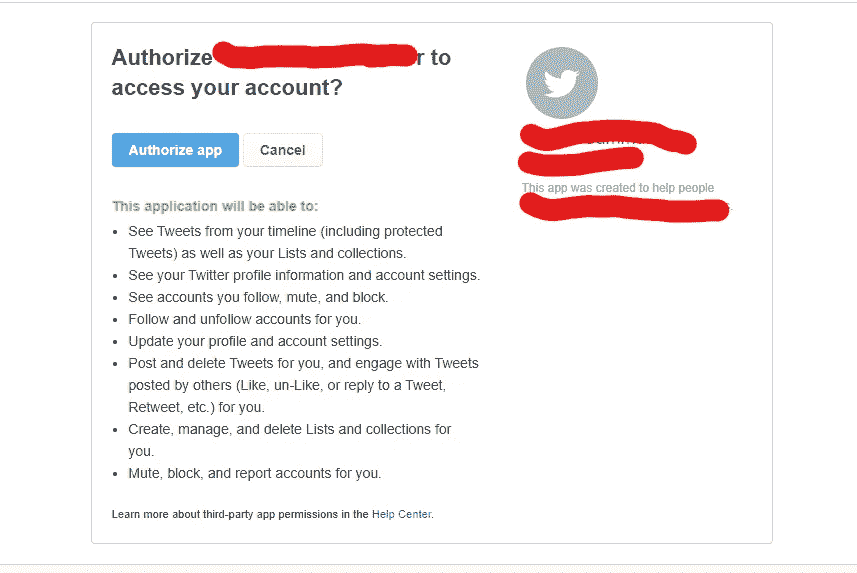 Authorize r to
access your account?
Authorize app
Cancel
This application will be able to:
See Tweets from your timeline (including protected
Tweets) as well as your Lists and collections.
See your Twitter profile information and account settings.
See accounts you follow, mute, and block.
Follow and unfollow accounts for you.
Update your profile and account settings.
Post and delete Tweets for you, and engage with Tweets
posted by others (Like, un-Like, or reply to a Tweet,
Retweet, etc.) for you.
Create, manage, and delete Lists and collections for
you.
Mute, block, and report accounts for you.
Learn more about third-party app permissions in the Help Center.
This app was created to help people